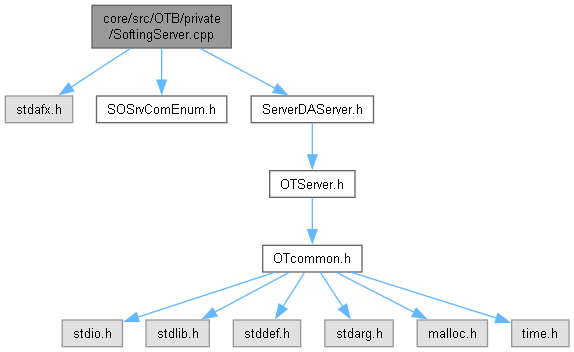 core/src/OTB/private
/SoftingServer.cpp
stdafx.h
SOSrvComEnum.h
ServerDAServer.h
OTServer.h
OTcommon.h
stdio.h
stdlib.h
stddef.h
stdarg.h
malloc.h
time.h